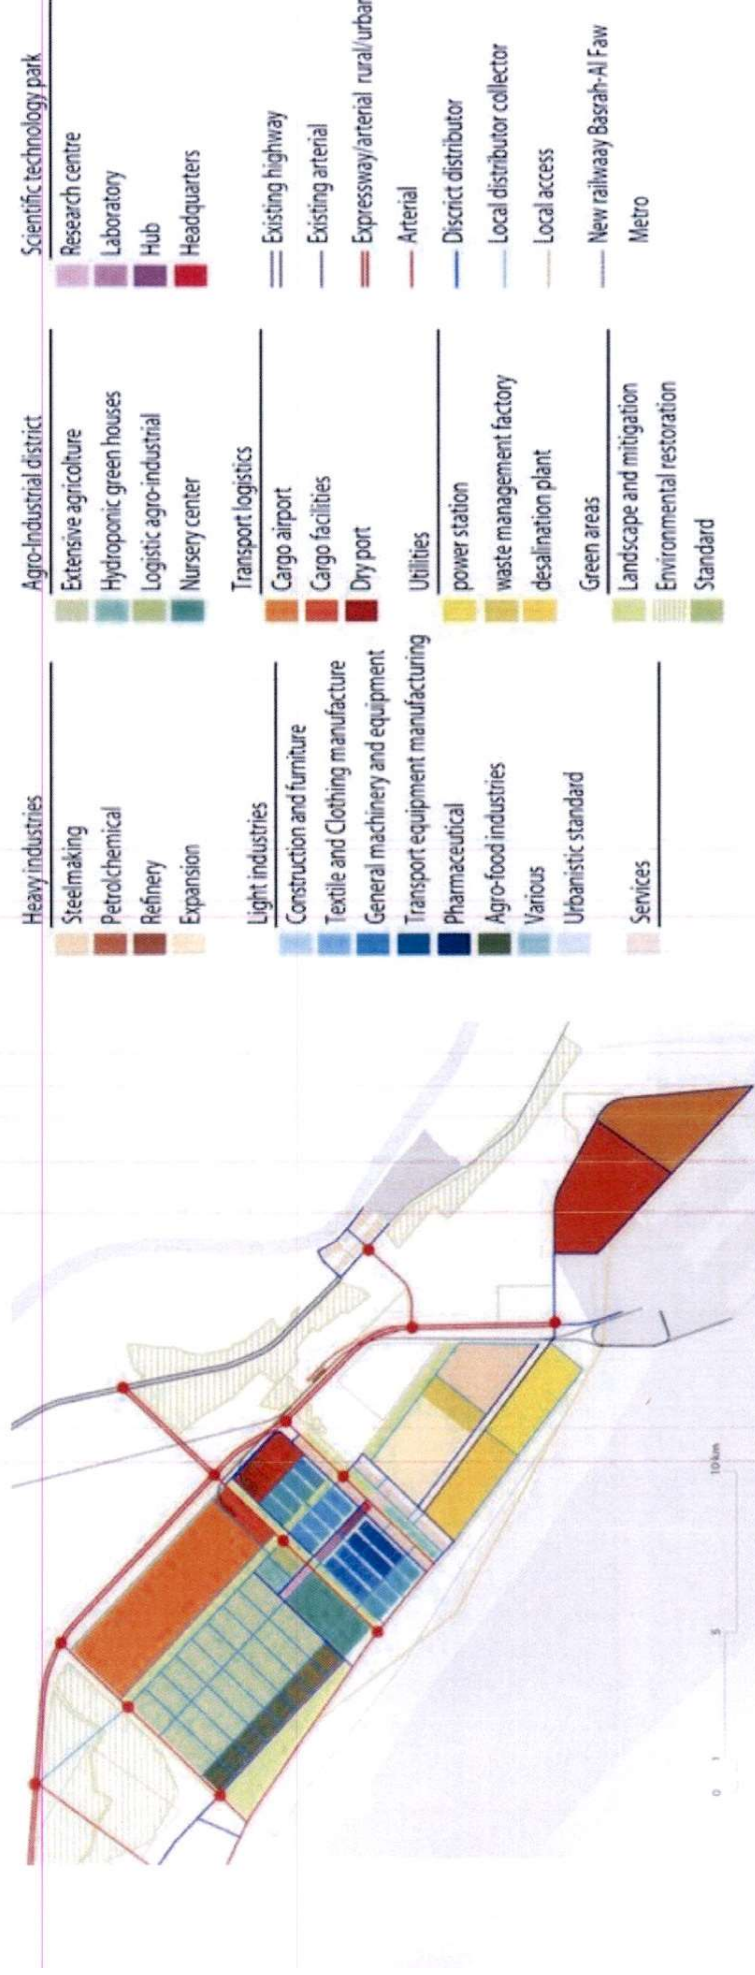 Heavy industries
Steelmaking
Petrolchemical
Refinery
Expansion
Light industries
Construction and furniture
Textile and Clothing manufacture
General machinery and equipment
Transport equipment manufacturing
Pharmaceutical
Agro-food industries
Various
Urbanistic standard
Services
Agro-Industrial district
Extensive agricolture
Hydroponic green houses
Logistic agro-industrial
Nursery center
Transport logistics
Cargo airport
Cargo facilities
Dry port
Utilities
power station
waste management factory
desalination plant
Green areas
Landscape and mitigation
Environmental restoration
Standard
Scientific technology park
Research centre
Laboratory
Hub
Headquarters
Existing highway
Existing arterial
Expressway/arterial rural/urban
Arterial
Discrict distributor
Local distributor collector
Local access
New railwaay Basrah-Al Faw
Metro
0 1 5 10 km